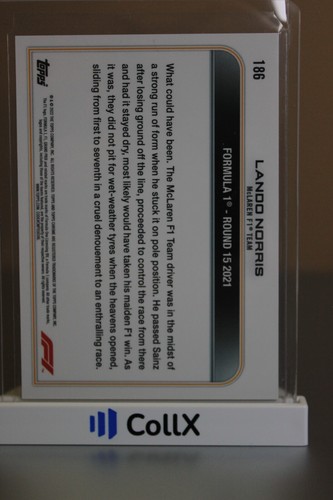 186
LANDO NORRIS
McLAREN F1® TEAM
FORMULA 1® - ROUND 15 2021
What could have been. The McLaren F1 Team driver was in the midst of
a strong run of form when he stuck it on pole position. He passed Sainz
after losing ground off the line, proceeded to control the race from there
and had it stayed dry, most likely would have taken his maiden F1 win. As
it was, they did not pit for wet-weather tyres when the heavens opened,
sliding from first to seventh in a cruel denouement to an enthralling race.
Topps
F1
CollX